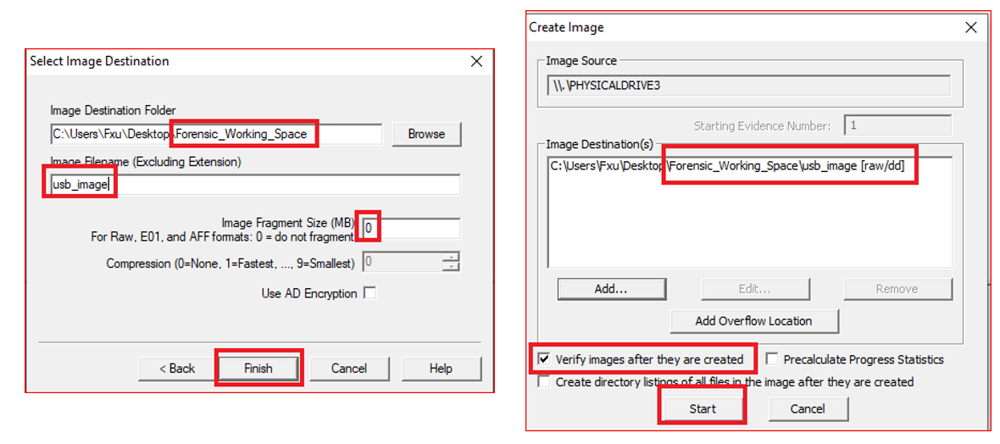 Select Image Destination
Image Destination Folder
C:\Users\Fxu\Desktop\Forensic_Working_Space
Browse
Image Filename (Excluding Extension)
usb_image
Image Fragment Size (MB)
For Raw, E01, and AFF formats: 0 = do not fragment
0
Compression (0=None, 1=Fastest, ..., 9=Smallest)
0
Use AD Encryption
< Back
Finish
Cancel
Help
Create Image
Image Source
\\.\PHYSICALDRIVE3
Starting Evidence Number:
1
Image Destination(s)
C:\Users\Fxu\Desktop\Forensic_Working_Space\usb_image [raw/dd]
Add...
Edit...
Remove
Add Overflow Location
Verify images after they are created
Precalculate Progress Statistics
Create directory listings of all files in the image after they are created
Start
Cancel